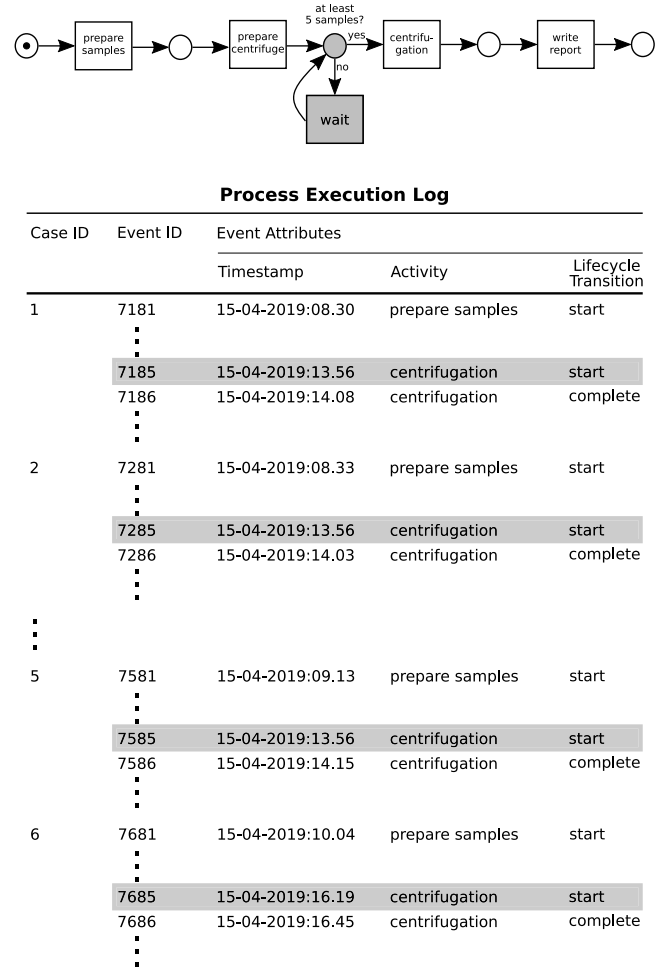 at least
5 samples?
prepare
samples
prepare
centrifuge
yes
centrifu-
gation
write
report
no
wait
Process Execution Log
Case ID Event ID Event Attributes
Timestamp Activity Lifecycle
Transition
1 7181 15-04-2019:08.30 prepare samples start
7185 15-04-2019:13.56 centrifugation start
7186 15-04-2019:14.08 centrifugation complete
2 7281 15-04-2019:08.33 prepare samples start
7285 15-04-2019:13.56 centrifugation start
7286 15-04-2019:14.03 centrifugation complete
5 7581 15-04-2019:09.13 prepare samples start
7585 15-04-2019:13.56 centrifugation start
7586 15-04-2019:14.15 centrifugation complete
6 7681 15-04-2019:10.04 prepare samples start
7685 15-04-2019:16.19 centrifugation start
7686 15-04-2019:16.45 centrifugation complete